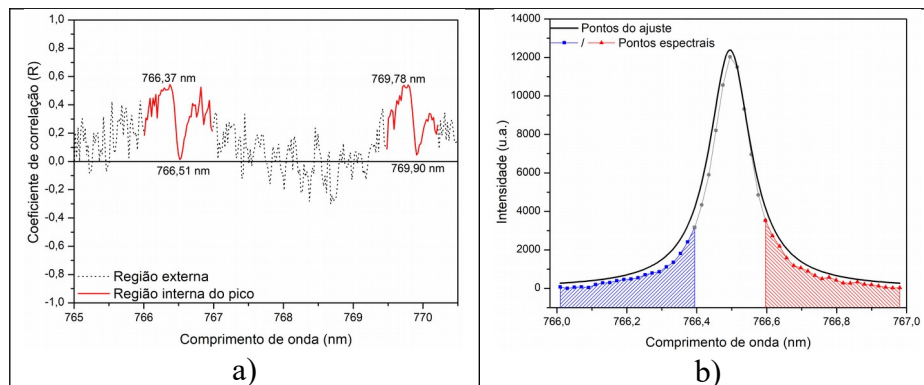 1,0
0,8
0,6
0,4
0,2
0,0
-0,2
-0,4
-0,6
-0,8
-1,0
Coeficiente de correlação (R)
766,37 nm
769,78 nm
766,51 nm
769,90 nm
Região externa
Região interna do pico
765 766 767 768 769 770
Comprimento de onda (nm)
a)
14000
12000
10000
8000
6000
4000
2000
0
Intensidade (u.a.)
Pontos do ajuste
/ Pontos espectrais
766,0 766,2 766,4 766,6 766,8 767,0
Comprimento de onda (nm)
b)